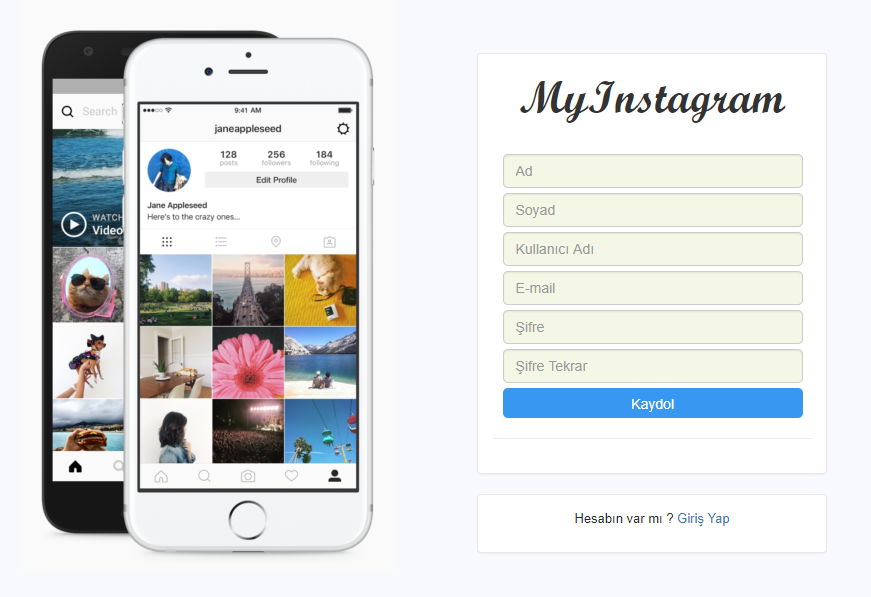 Search
WATCH
Video
9:41 AM
janeappleseed
128 256 184
posts followers following
Edit Profile
Jane Appleseed
Here's to the crazy ones...
MyInstagram
Ad
Soyad
Kullanıcı Adı
E-mail
Şifre
Şifre Tekrar
Kaydol
Hesabın var mı ? Giriş Yap